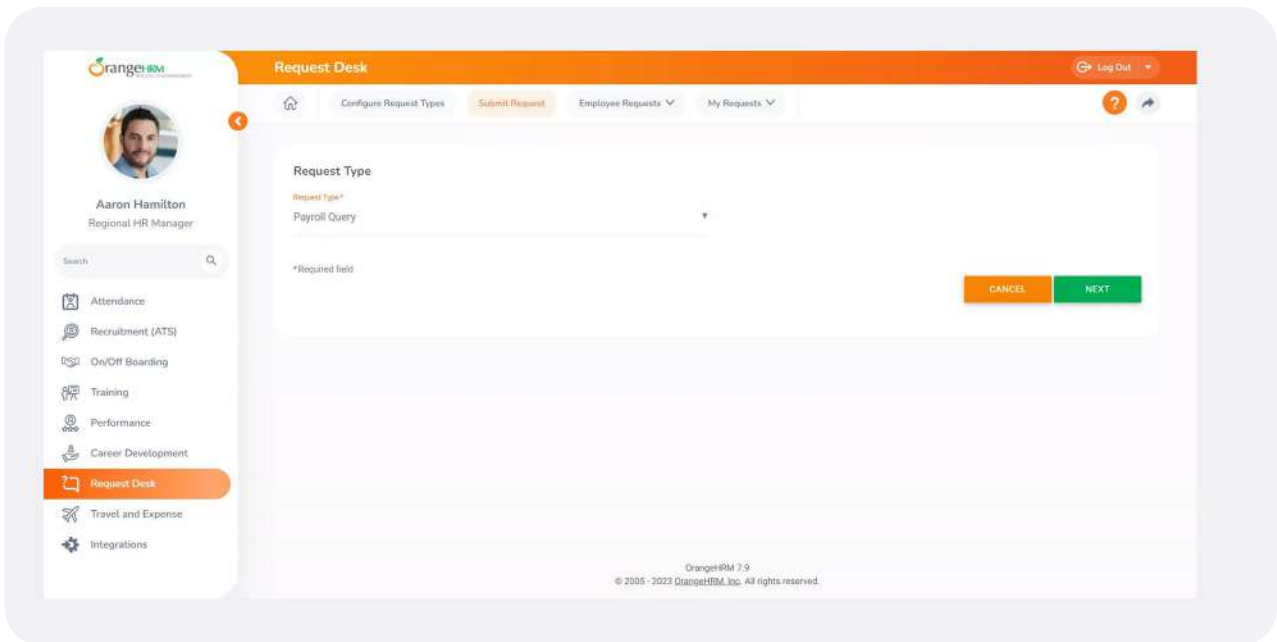 OrangeHRM
Request Desk
Log Out
Configure Request Types
Submit Request
Employee Requests
My Requests
?
Aaron Hamilton
Regional HR Manager
Search
Attendance
Recruitment (ATS)
On/Off Boarding
Training
Performance
Career Development
Request Desk
Travel and Expense
Integrations
Request Type
Request Type*
Payroll Query
*Required field
CANCEL
NEXT
OrangeHRM 7.9
© 2005 - 2023 OrangeHRM, Inc. All rights reserved.